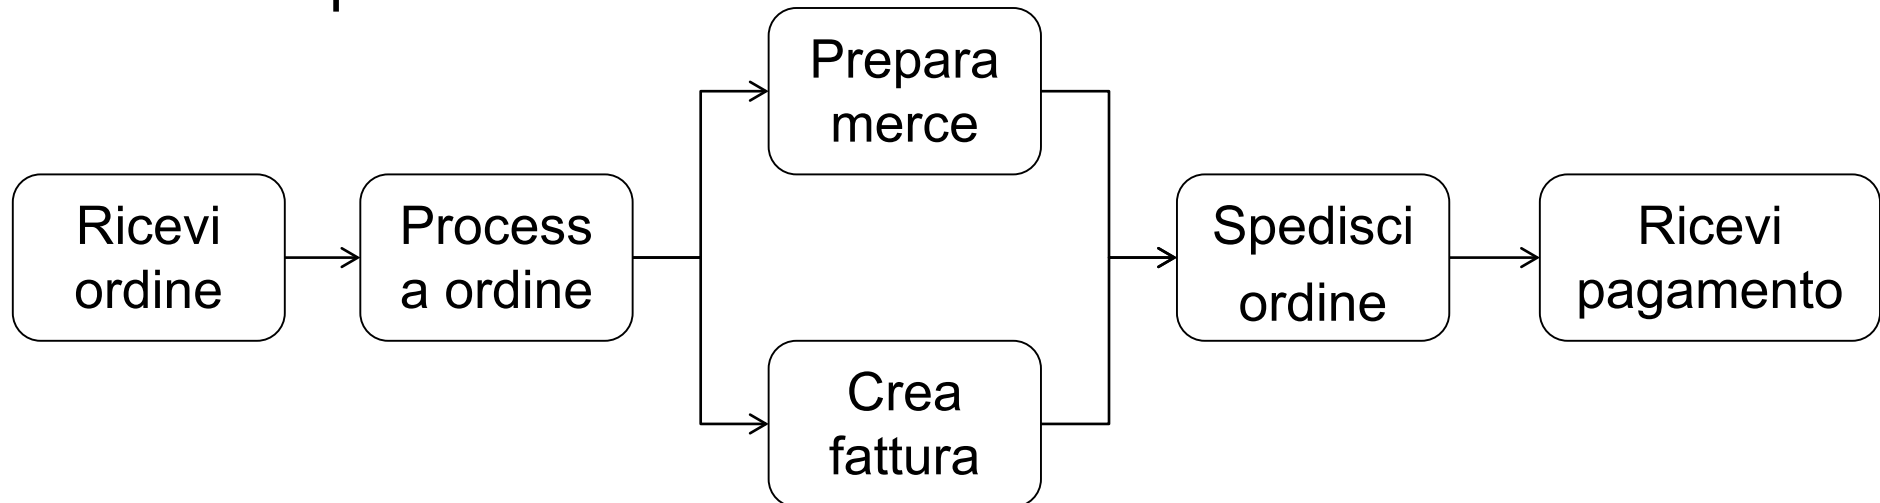 Prepara
merce
Ricevi
ordine
Process
a ordine
Spedisci
ordine
Ricevi
pagamento
Crea
fattura